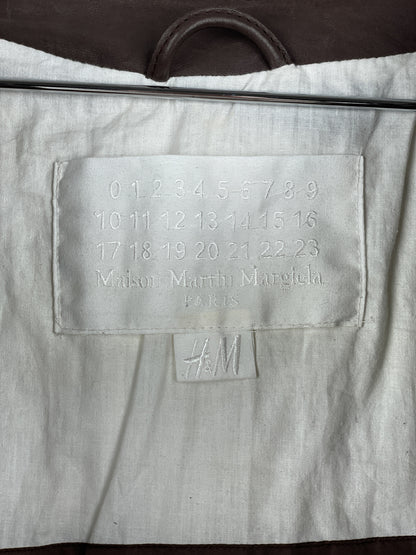 0 1 2 3 4 5 6 7 8 9
10 11 12 13 14 15 16
17 18 19 20 21 22 23
Maison Martin Margiela
PARIS
H&M